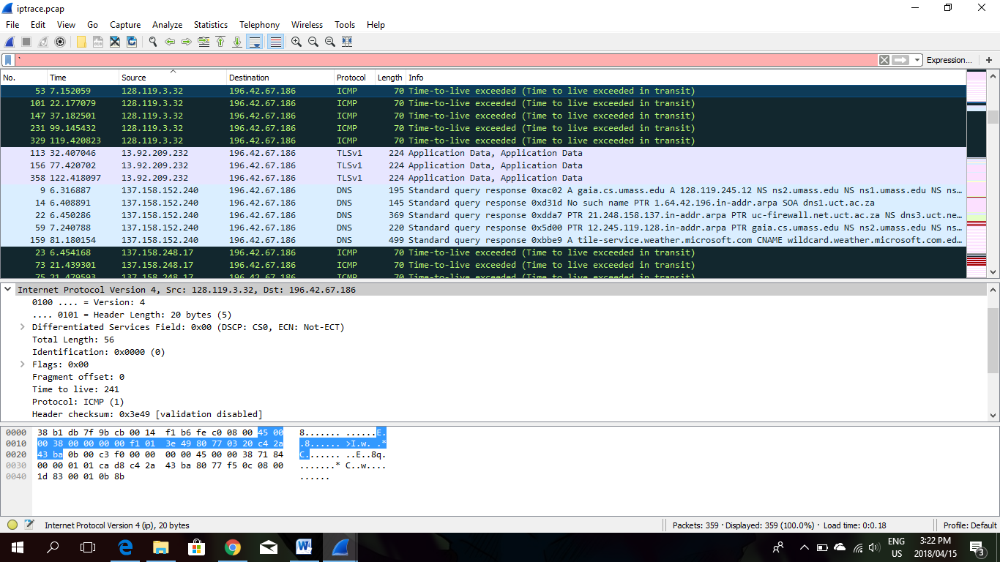 iptrace.pcap
File Edit View Go Capture Analyze Statistics Telephony Wireless Tools Help
` Expression... +
No. Time Source Destination Protocol Length Info
53 7.152059 128.119.3.32 196.42.67.186 ICMP 70 Time-to-live exceeded (Time to live exceeded in transit)
101 22.177079 128.119.3.32 196.42.67.186 ICMP 70 Time-to-live exceeded (Time to live exceeded in transit)
147 37.182501 128.119.3.32 196.42.67.186 ICMP 70 Time-to-live exceeded (Time to live exceeded in transit)
231 99.145432 128.119.3.32 196.42.67.186 ICMP 70 Time-to-live exceeded (Time to live exceeded in transit)
329 119.420823 128.119.3.32 196.42.67.186 ICMP 70 Time-to-live exceeded (Time to live exceeded in transit)
113 32.407046 13.92.209.232 196.42.67.186 TLSv1 224 Application Data, Application Data
156 77.420702 13.92.209.232 196.42.67.186 TLSv1 224 Application Data, Application Data
358 122.418097 13.92.209.232 196.42.67.186 TLSv1 224 Application Data, Application Data
9 6.316887 137.158.152.240 196.42.67.186 DNS 195 Standard query response 0xac02 A gaia.cs.umass.edu A 128.119.245.12 NS ns2.umass.edu NS ns1.umass.edu NS ns...
14 6.408891 137.158.152.240 196.42.67.186 DNS 145 Standard query response 0xd31d No such name PTR 1.64.42.196.in-addr.arpa SOA dns1.uct.ac.za
22 6.450286 137.158.152.240 196.42.67.186 DNS 369 Standard query response 0xdda7 PTR 21.248.158.137.in-addr.arpa PTR uc-firewall.net.uct.ac.za NS dns3.uct.ne...
59 7.240788 137.158.152.240 196.42.67.186 DNS 220 Standard query response 0x5d00 PTR 12.245.119.128.in-addr.arpa PTR gaia.cs.umass.edu NS ns2.umass.edu NS ns...
159 81.180154 137.158.152.240 196.42.67.186 DNS 499 Standard query response 0xbbe9 A tile-service.weather.microsoft.com CNAME wildcard.weather.microsoft.com.ed...
23 6.454168 137.158.248.17 196.42.67.186 ICMP 70 Time-to-live exceeded (Time to live exceeded in transit)
73 21.439301 137.158.248.17 196.42.67.186 ICMP 70 Time-to-live exceeded (Time to live exceeded in transit)
75 21.479593 137.158.248.17 196.42.67.186 ICMP 70 Time-to-live exceeded (Time to live exceeded in transit)
Internet Protocol Version 4, Src: 128.119.3.32, Dst: 196.42.67.186
0100 .... = Version: 4
.... 0101 = Header Length: 20 bytes (5)
Differentiated Services Field: 0x00 (DSCP: CS0, ECN: Not-ECT)
Total Length: 56
Identification: 0x0000 (0)
Flags: 0x00
Fragment offset: 0
Time to live: 241
Protocol: ICMP (1)
Header checksum: 0x3e49 [validation disabled]
0000 38 b1 db 7f 9b cb 00 14 f1 b6 fe c0 08 00 45 00 8....... ......E.
0010 00 38 00 00 00 00 f1 01 3e 49 80 77 03 20 c4 2a .8...... >I.w. .*
0020 43 ba 0b 00 c3 f0 00 00 00 00 45 00 00 38 71 84 C....... ..E..8q.
0030 00 00 01 01 ca d8 c4 2a 43 ba 80 77 f5 0c 08 00 .......* C..w....
0040 1d 83 00 01 0b 8b ......
Internet Protocol Version 4 (ip), 20 bytes Packets: 359 · Displayed: 359 (100.0%) · Load time: 0:0.18 Profile: Default
ENG US 3:22 PM 2018/04/15 3